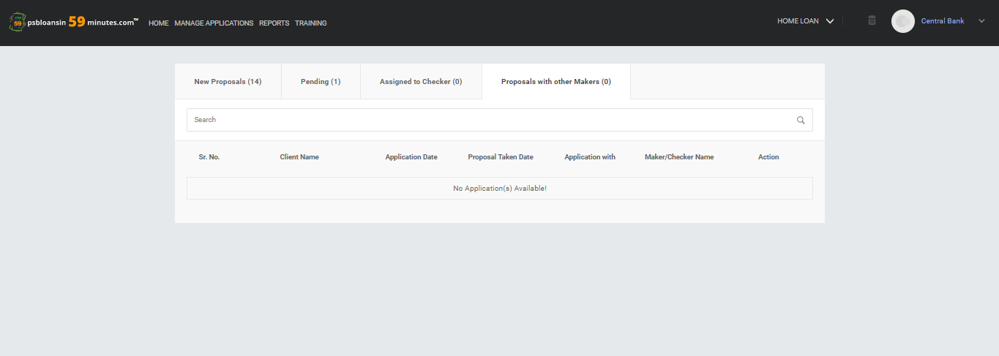 psbloansin 59 minutes.com™ HOME MANAGE APPLICATIONS REPORTS TRAINING HOME LOAN Central Bank
New Proposals (14) Pending (1) Assigned to Checker (0) Proposals with other Makers (0)
Search
Sr. No. Client Name Application Date Proposal Taken Date Application with Maker/Checker Name Action
No Application(s) Available!